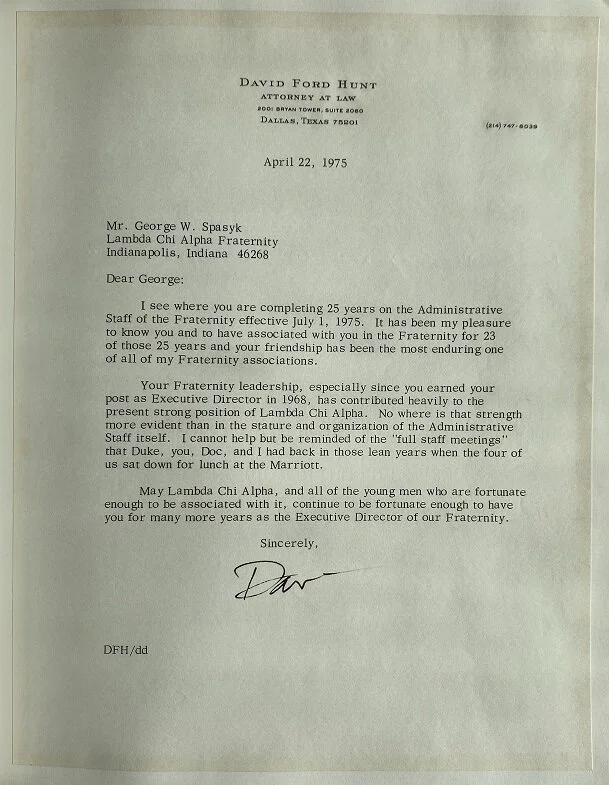 David Ford Hunt
Attorney at Law
2001 Bryan Tower, Suite 2060
Dallas, Texas 75201
(214) 747-6039
April 22, 1975
Mr. George W. Spasyk
Lambda Chi Alpha Fraternity
Indianapolis, Indiana 46268
Dear George:
I see where you are completing 25 years on the Administrative
Staff of the Fraternity effective July 1, 1975. It has been my pleasure
to know you and to have associated with you in the Fraternity for 23
of those 25 years and your friendship has been the most enduring one
of all of my Fraternity associations.
Your Fraternity leadership, especially since you earned your
post as Executive Director in 1968, has contributed heavily to the
present strong position of Lambda Chi Alpha. No where is that strength
more evident than in the stature and organization of the Administrative
Staff itself. I cannot help but be reminded of the "full staff meetings"
that Duke, you, Doc, and I had back in those lean years when the four of
us sat down for lunch at the Marriott.
May Lambda Chi Alpha, and all of the young men who are fortunate
enough to be associated with it, continue to be fortunate enough to have
you for many more years as the Executive Director of our Fraternity.
Sincerely,
Dav
DFH/dd